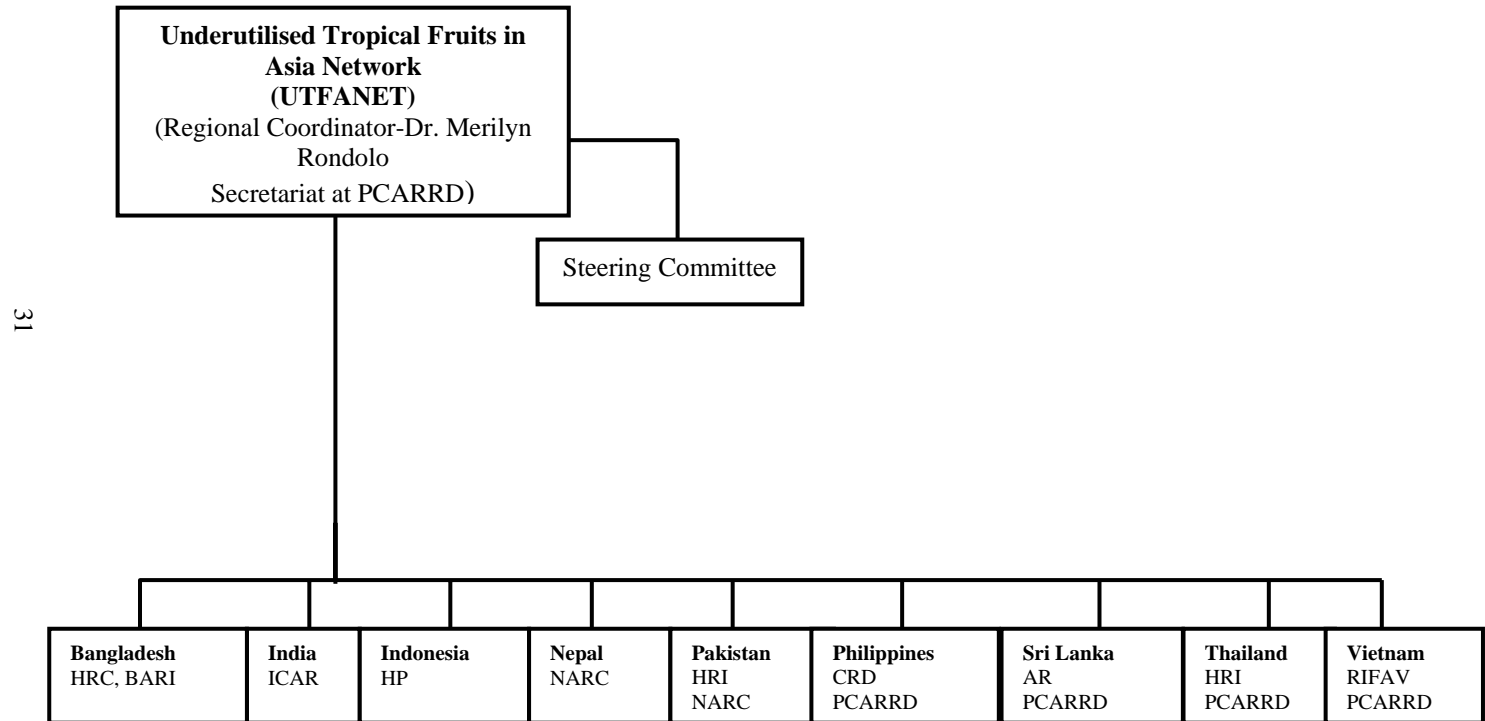 Underutilised Tropical Fruits in
Asia Network
(UTFANET)
(Regional Coordinator-Dr. Merilyn
Rondolo
Secretariat at PCARRD)
Steering Committee
31
Bangladesh
HRC, BARI
India
ICAR
Indonesia
HP
Nepal
NARC
Pakistan
HRI
NARC
Philippines
CRD
PCARRD
Sri Lanka
AR
PCARRD
Thailand
HRI
PCARRD
Vietnam
RIFAV
PCARRD